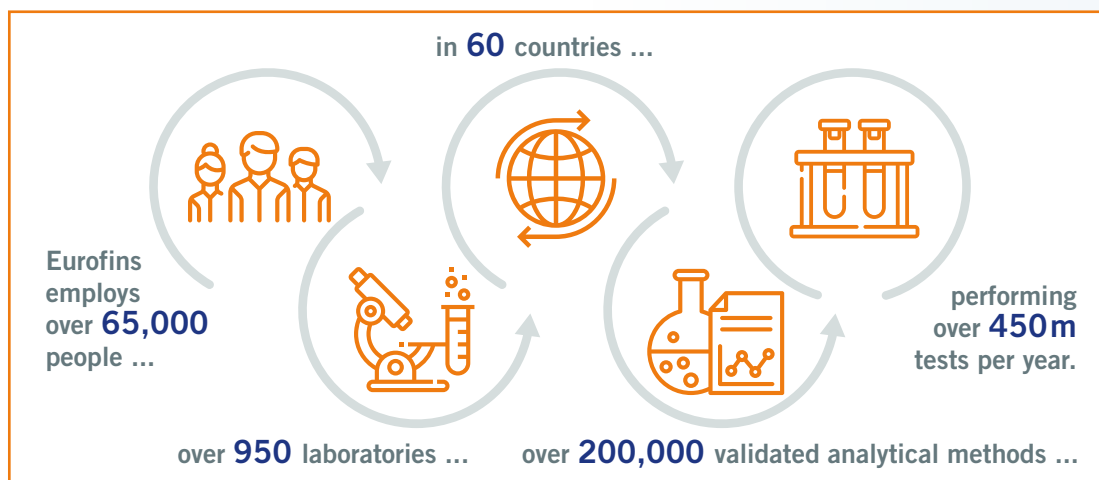 Eurofins
employs
over 65,000
people ...
over 950 laboratories ...
in 60 countries ...
over 200,000 validated analytical methods ...
performing
over 450m
tests per year.